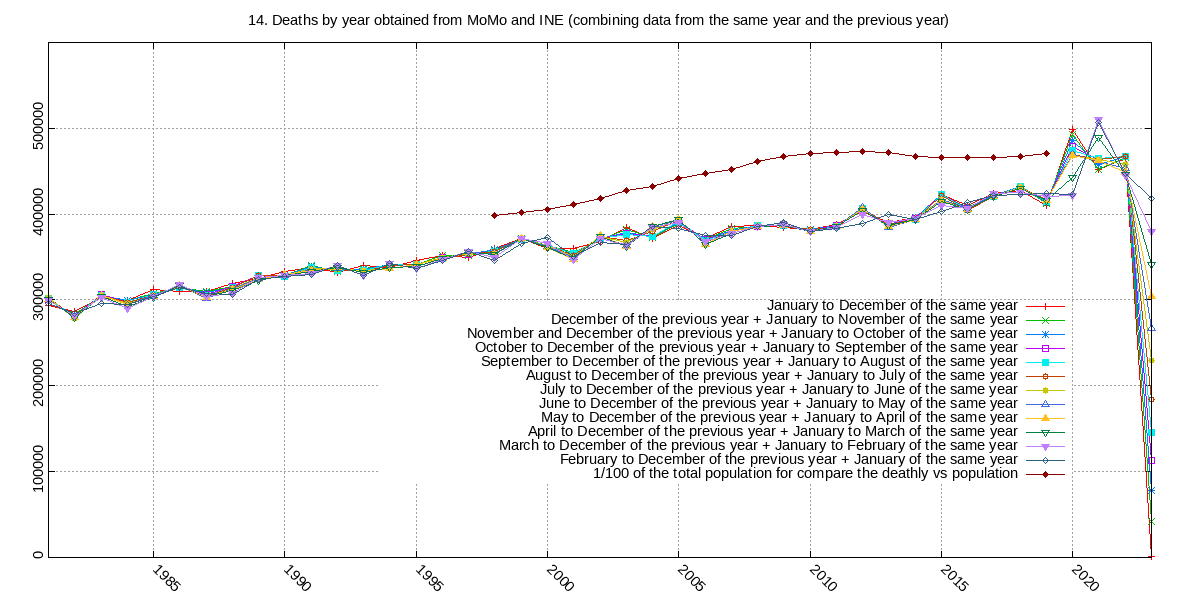 14. Deaths by year obtained from MoMo and INE (combining data from the same year and the previous year)
500000
400000
300000
200000
100000
0
January to December of the same year
December of the previous year + January to November of the same year
November and December of the previous year + January to October of the same year
October to December of the previous year + January to September of the same year
September to December of the previous year + January to August of the same year
August to December of the previous year + January to July of the same year
July to December of the previous year + January to June of the same year
June to December of the previous year + January to May of the same year
May to December of the previous year + January to April of the same year
April to December of the previous year + January to March of the same year
March to December of the previous year + January to February of the same year
February to December of the previous year + January of the same year
1/100 of the total population for compare the deathly vs population
1985
1990
1995
2000
2005
2010
2015
2020